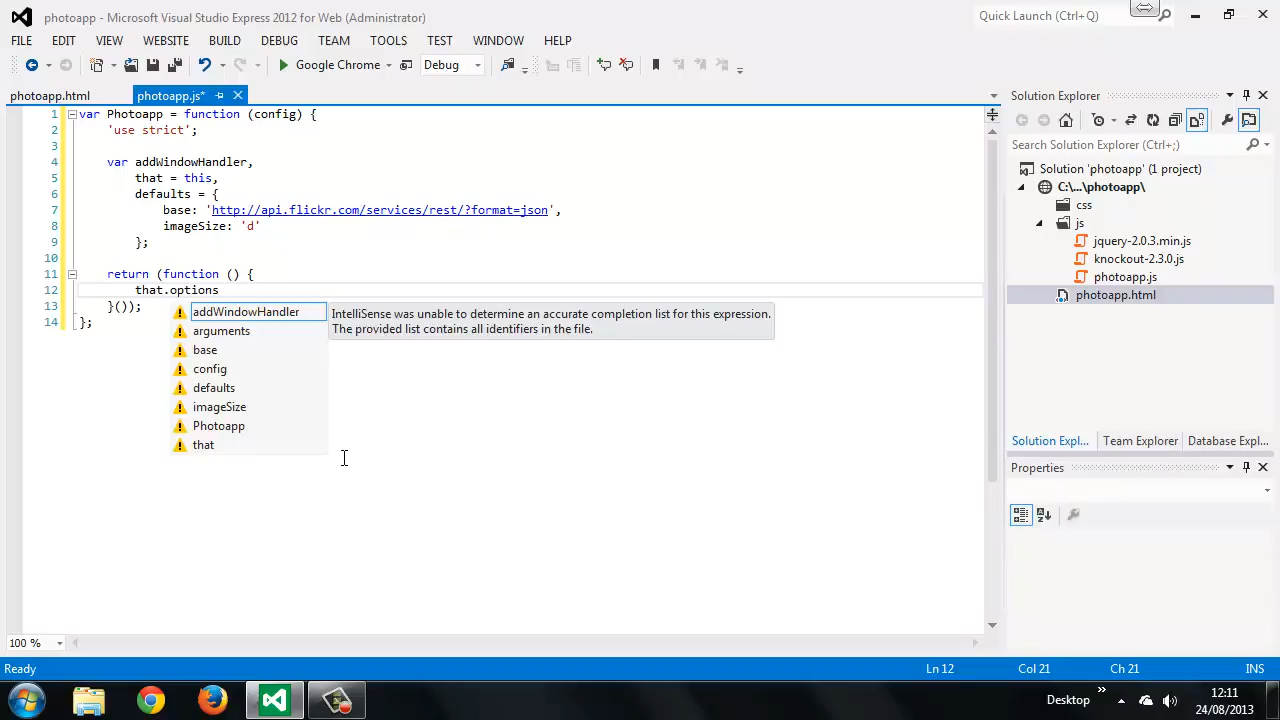 photoapp - Microsoft Visual Studio Express 2012 for Web (Administrator)
Quick Launch (Ctrl+Q)
FILE EDIT VIEW WEBSITE BUILD DEBUG TEAM TOOLS TEST WINDOW HELP
Google Chrome Debug
photoapp.html photoapp.js*
1 var Photoapp = function (config) {
2 'use strict';
3
4 var addWindowHandler,
5 that = this,
6 defaults = {
7 base: 'http://api.flickr.com/services/rest/?format=json',
8 imageSize: 'd'
9 };
10
11 return (function () {
12 that.options
13 }());
14 };
addWindowHandler
arguments
base
config
defaults
imageSize
Photoapp
that
IntelliSense was unable to determine an accurate completion list for this expression.
The provided list contains all identifiers in the file.
100 %
Solution Explorer
Search Solution Explorer (Ctrl+;)
Solution 'photoapp' (1 project)
C:\...\photoapp\
css
js
jquery-2.0.3.min.js
knockout-2.3.0.js
photoapp.js
photoapp.html
Solution Expl... Team Explorer Database Expl...
Properties
Ready Ln 12 Col 21 Ch 21 INS
Desktop
12:11
24/08/2013